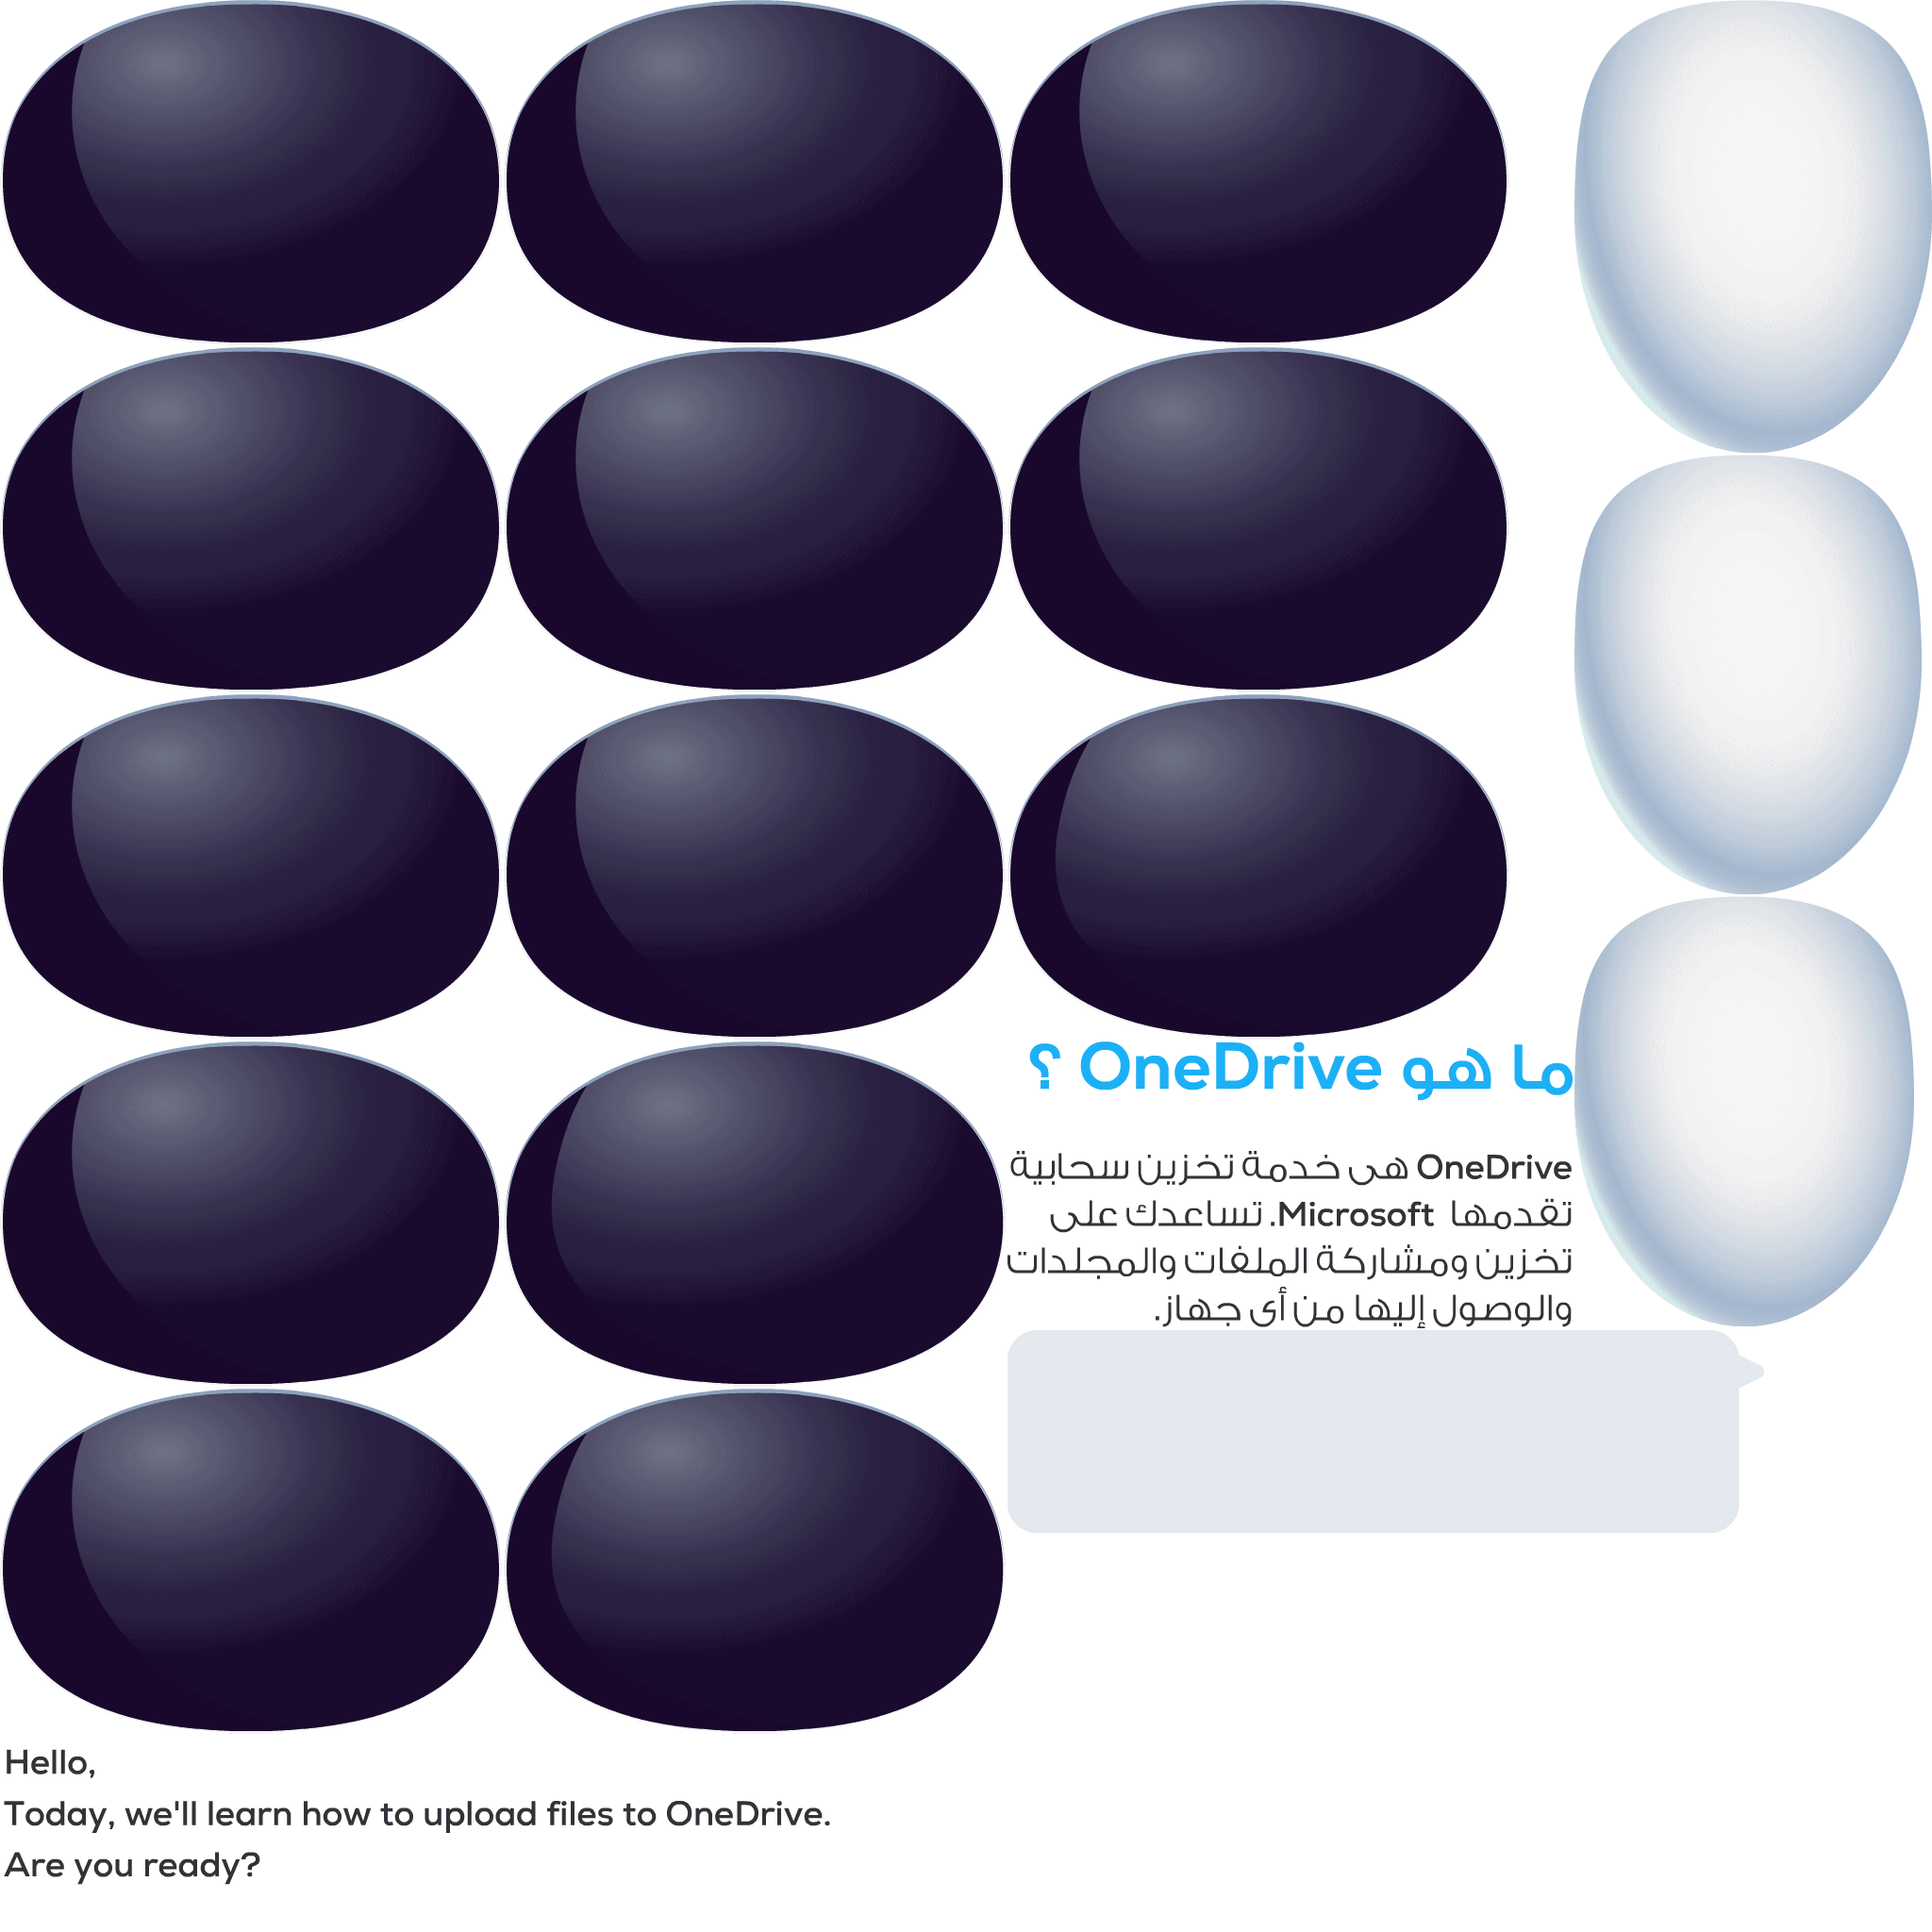 ما هو OneDrive ؟
OneDrive هى خدمة تخزين سحابية
تقدمها Microsoft. تساعدك على
تخزين ومشاركة الملفات والمجلدات
والوصول إليها من أى جهاز.
Hello,
Today, we'll learn how to upload files to OneDrive.
Are you ready?